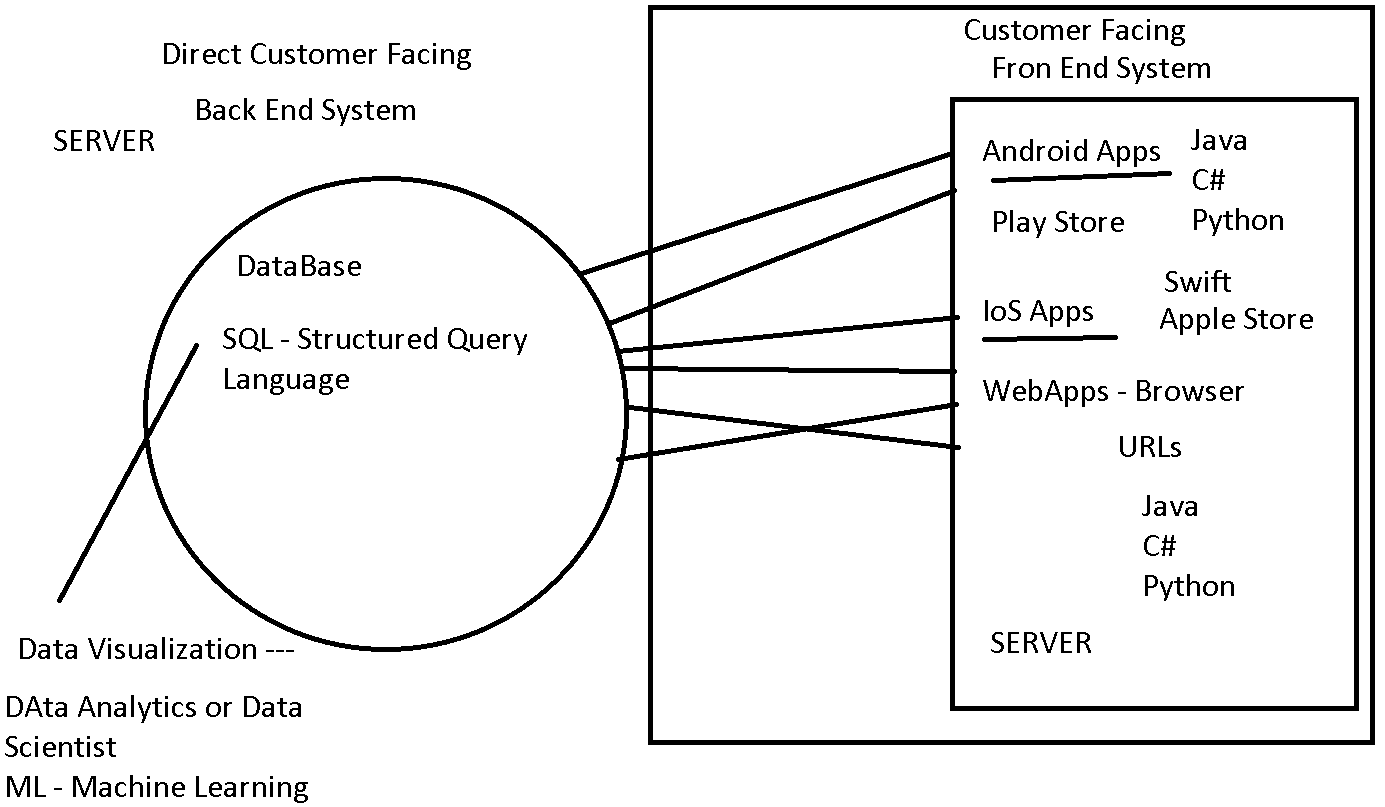 Direct Customer Facing
Back End System
SERVER
DataBase
SQL - Structured Query
Language
Data Visualization ---
DAta Analytics or Data
Scientist
ML - Machine Learning
Customer Facing
Fron End System
Android Apps
Java
C#
Python
Play Store
Swift
IoS Apps
Apple Store
WebApps - Browser
URLs
Java
C#
Python
SERVER